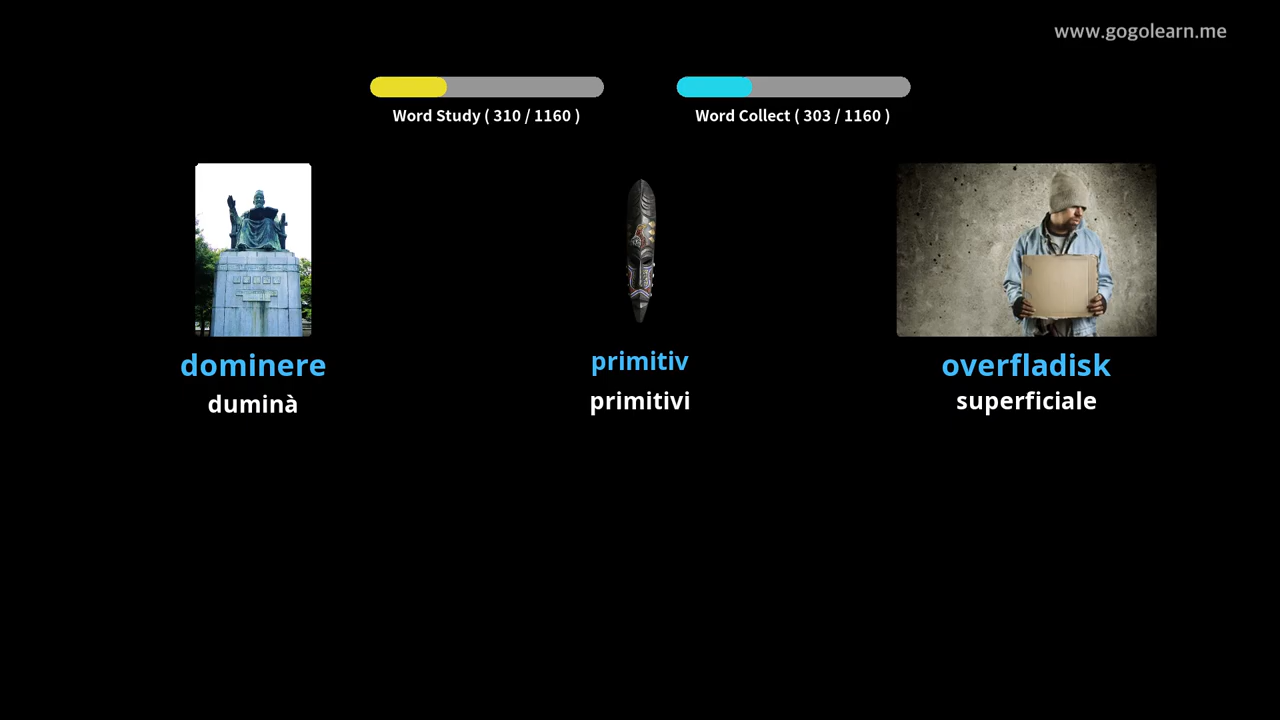 www.gogolearn.me
Word Study ( 310 / 1160 )
Word Collect ( 303 / 1160 )
dominere
primitiv
overfladisk
duminà
primitivi
superficiale